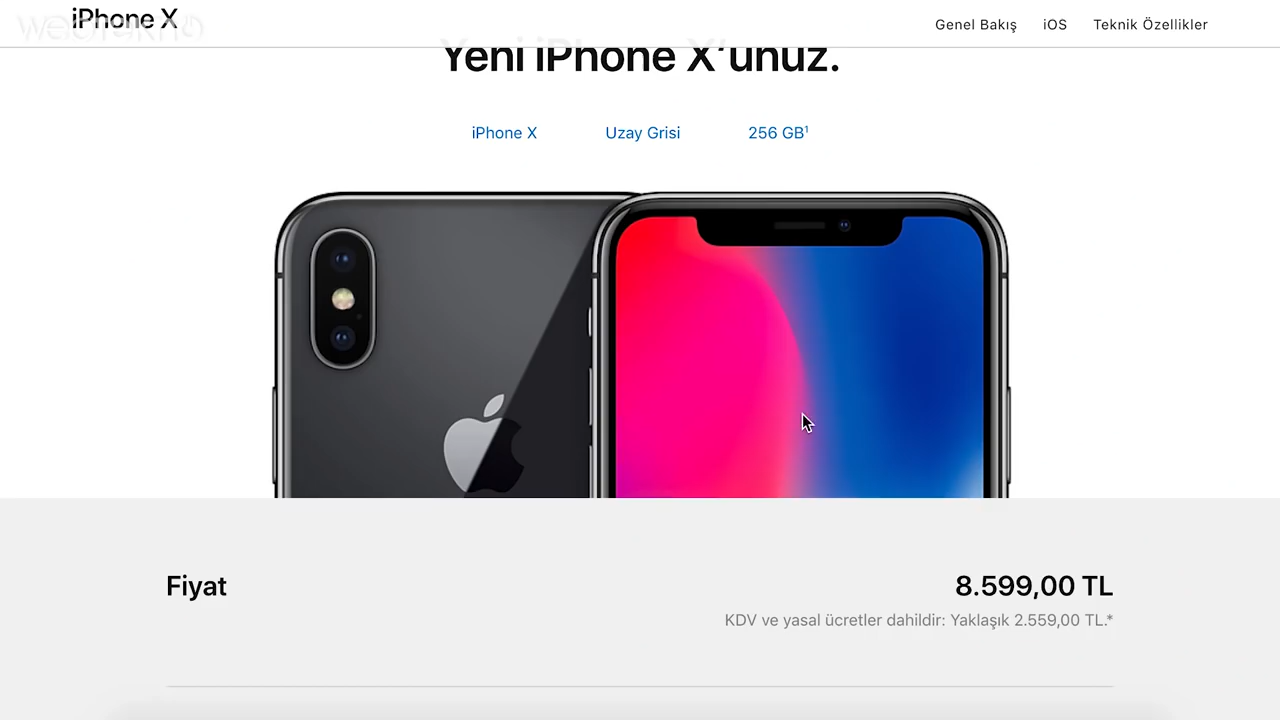 webtekno
iPhone X
Genel Bakış
iOS
Teknik Özellikler
Yeni iPhone X'unuz.
iPhone X
Uzay Grisi
256 GB¹
Fiyat
8.599,00 TL
KDV ve yasal ücretler dahildir: Yaklaşık 2.559,00 TL.*